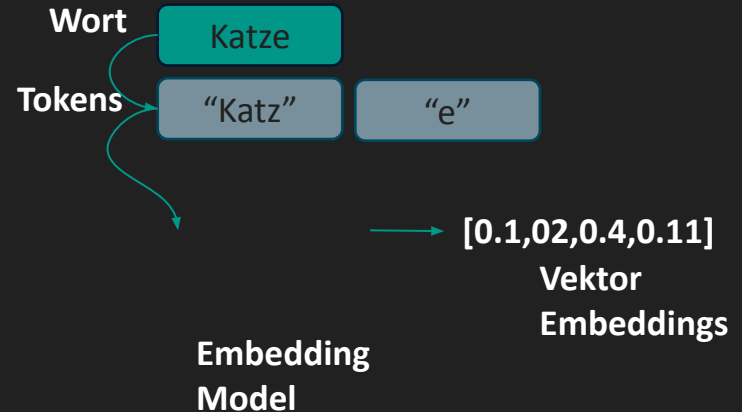 Wort
Katze
Tokens
“Katz”
“e”
[0.1,02,0.4,0.11]
Vektor
Embeddings
Embedding
Model